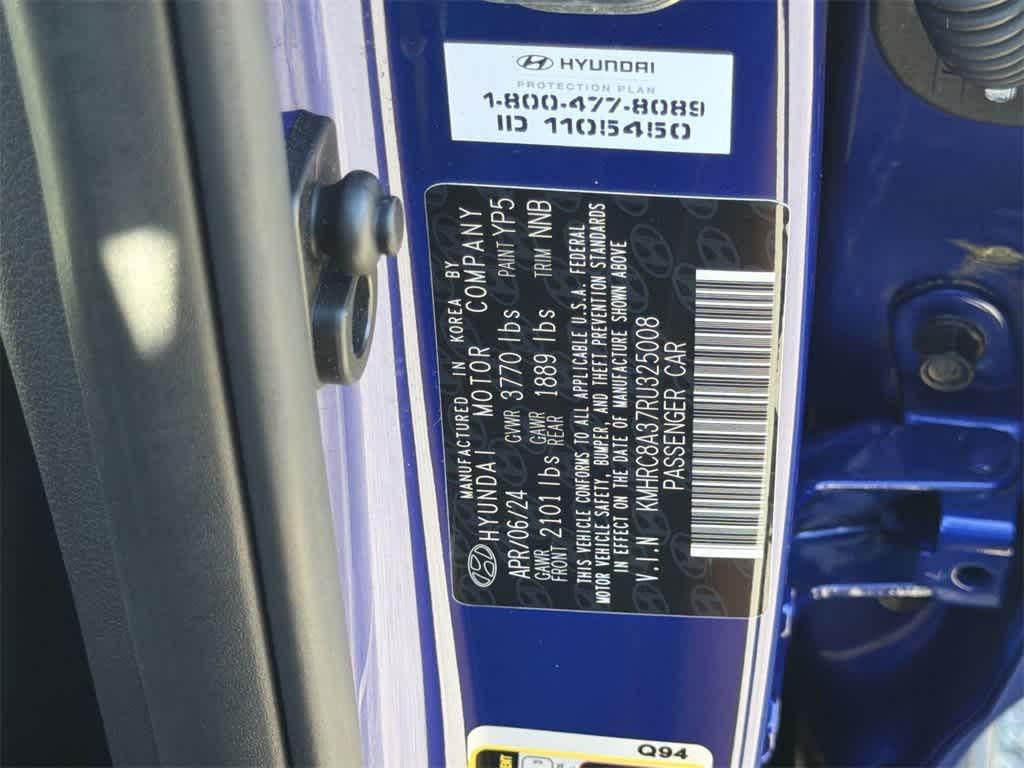 HYUNDAI
PROTECTION PLAN
1-800-477-8089
ID 1105450
MANUFACTURED IN KOREA BY
HYUNDAI MOTOR COMPANY
APR/06/24 GVWR 3770 lbs PAINT YP5
GAWR FRONT 2101 lbs GAWR REAR 1889 lbs TRIM NNB
THIS VEHICLE CONFORMS TO ALL APPLICABLE U.S.A. FEDERAL
MOTOR VEHICLE SAFETY, BUMPER, AND THEFT PREVENTION STANDARDS
IN EFFECT ON THE DATE OF MANUFACTURE SHOWN ABOVE
V.I.N KMHRC8A37RU325008
PASSENGER CAR
Q94